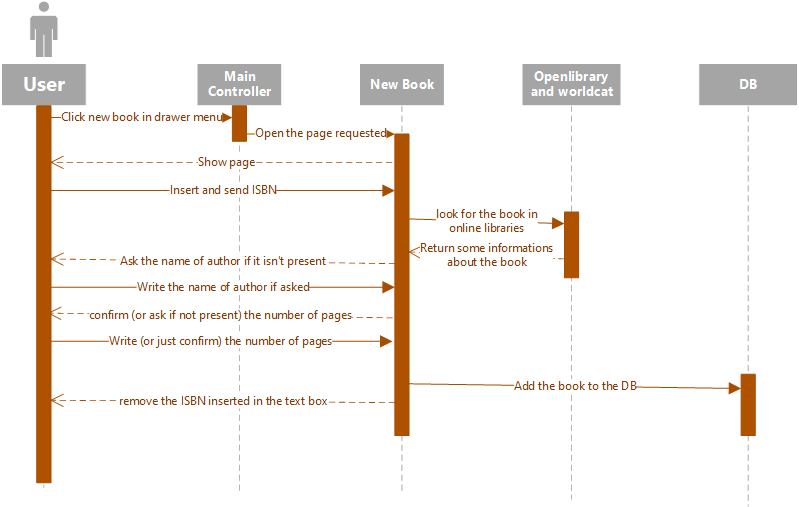 User
Main
Controller
New Book
Openlibrary
and worldcat
DB
Click new book in drawer menu
Open the page requested
Show page
Insert and send ISBN
look for the book in
online libraries
Return some informations
about the book
Ask the name of author if it isn't present
Write the name of author if asked
confirm (or ask if not present) the number of pages
Write (or just confirm) the number of pages
Add the book to the DB
remove the ISBN inserted in the text box